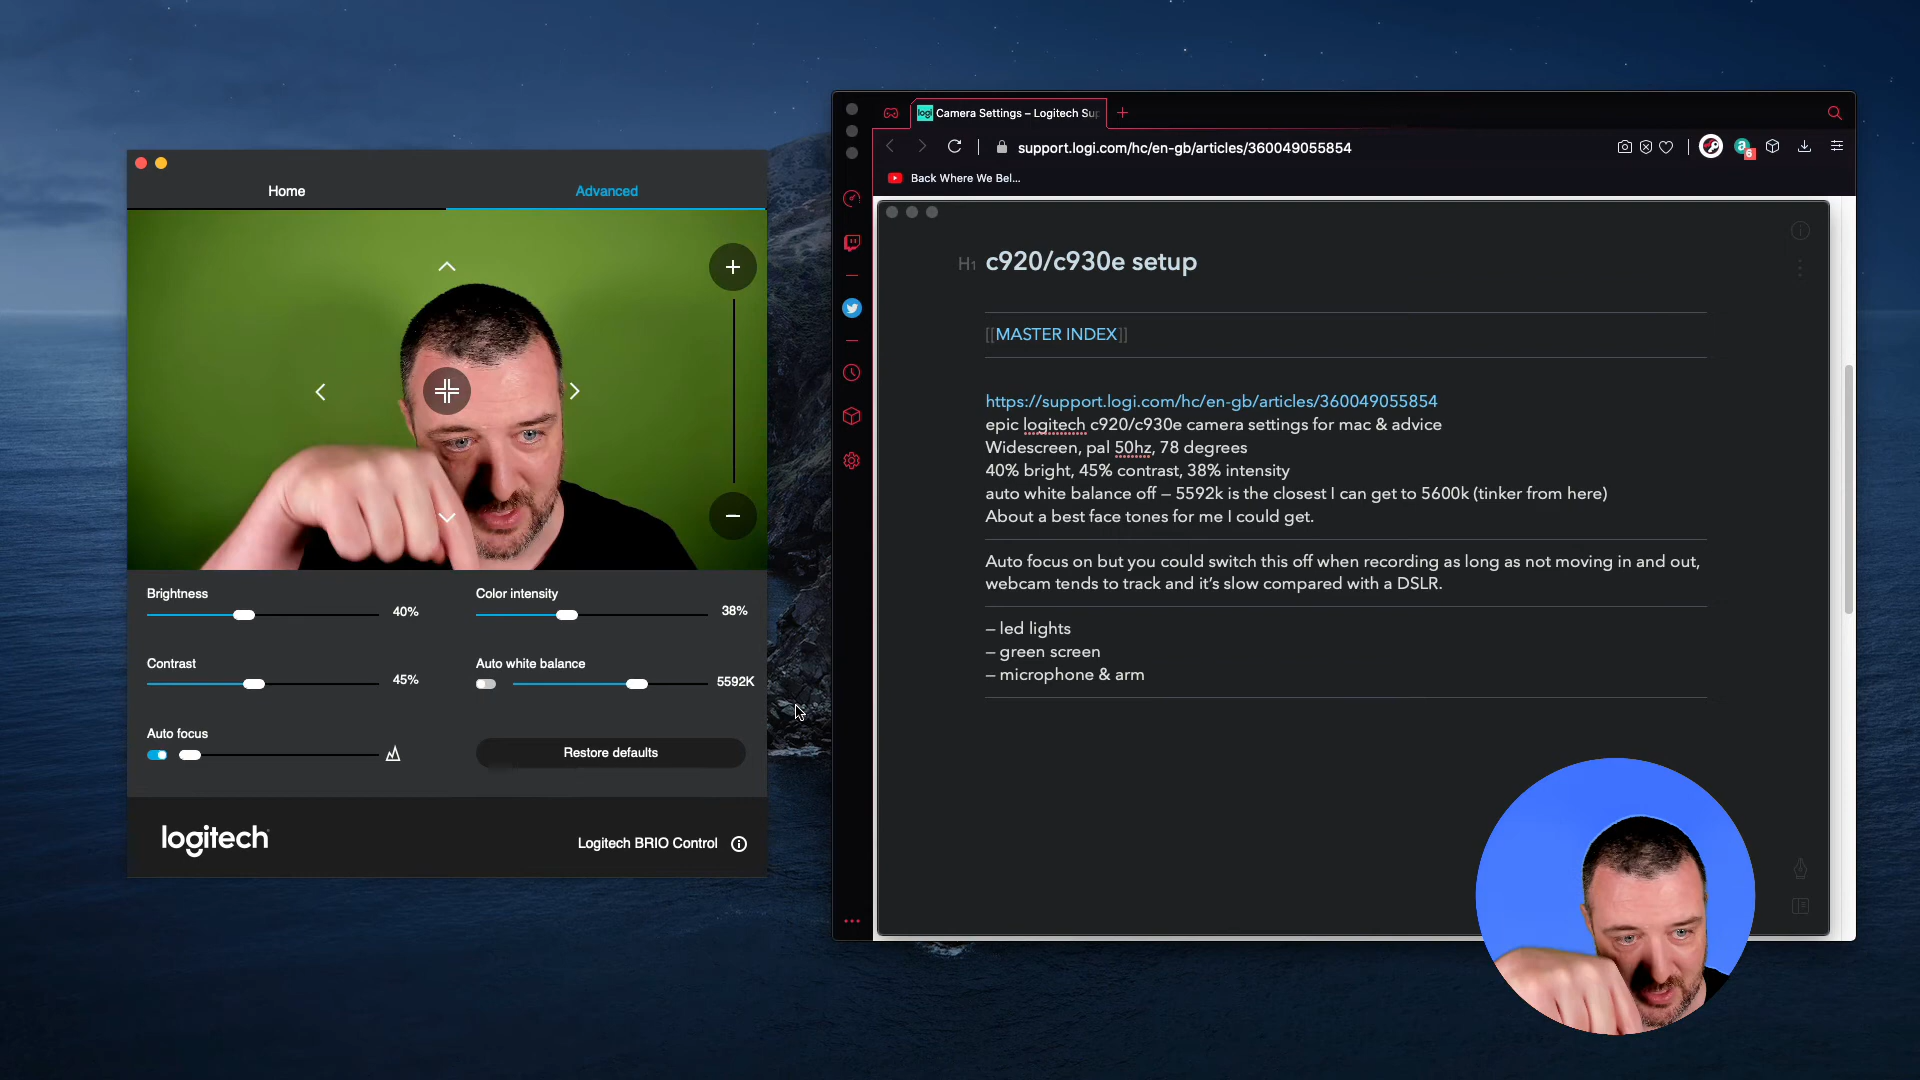 Home
Advanced
Brightness
40%
Color intensity
38%
Contrast
45%
Auto white balance
5592K
Auto focus
Restore defaults
logitech
Logitech BRIO Control
logi Camera Settings – Logitech Sup
support.logi.com/hc/en-gb/articles/360049055854
a
6
Back Where We Bel...
H1 c920/c930e setup
[[MASTER INDEX]]
https://support.logi.com/hc/en-gb/articles/360049055854
epic logitech c920/c930e camera settings for mac & advice
Widescreen, pal 50hz, 78 degrees
40% bright, 45% contrast, 38% intensity
auto white balance off – 5592k is the closest I can get to 5600k (tinker from here)
About a best face tones for me I could get.
Auto focus on but you could switch this off when recording as long as not moving in and out,
webcam tends to track and it’s slow compared with a DSLR.
– led lights
– green screen
– microphone & arm